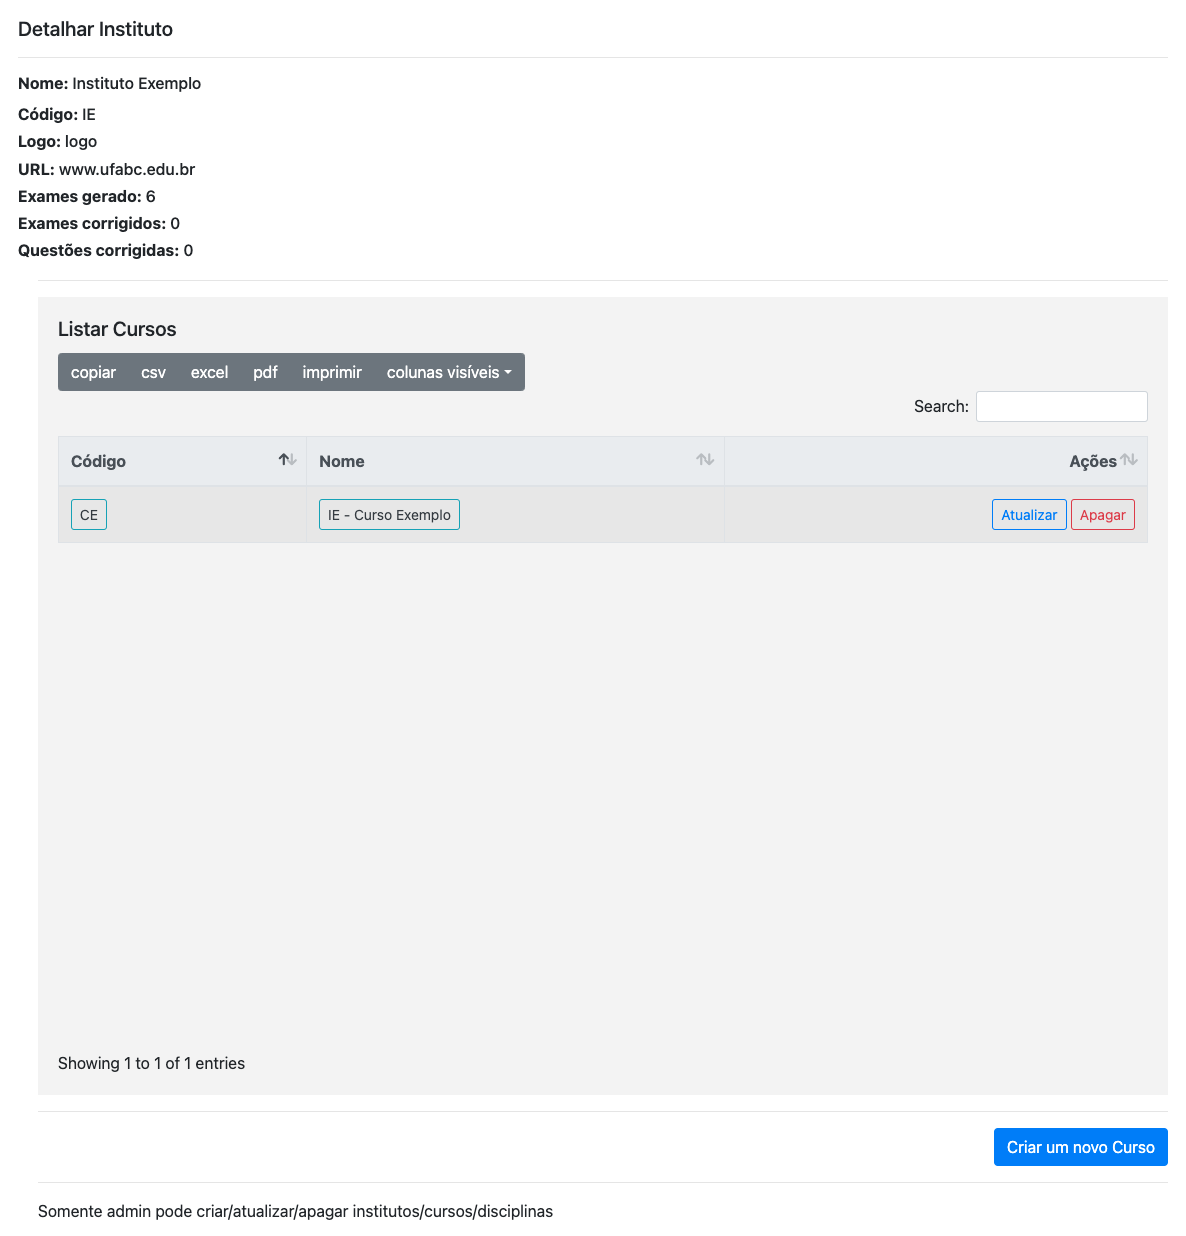 Detalhar Instituto
Nome: Instituto Exemplo
Código: IE
Logo: logo
URL: www.ufabc.edu.br
Exames gerado: 6
Exames corrigidos: 0
Questões corrigidas: 0
Listar Cursos
copiar csv excel pdf imprimir colunas visíveis
Search:
Código Nome Ações
CE IE - Curso Exemplo Atualizar Apagar
Showing 1 to 1 of 1 entries
Criar um novo Curso
Somente admin pode criar/atualizar/apagar institutos/cursos/disciplinas